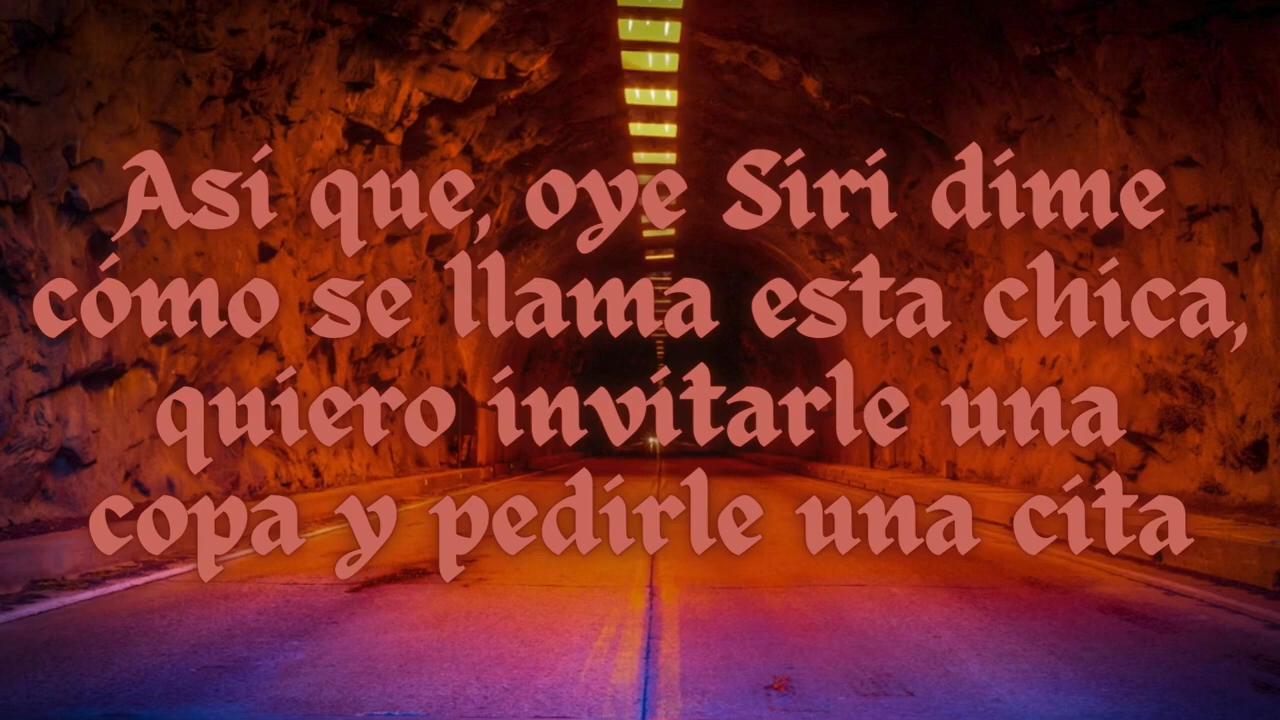 Así que, oye Siri dime
cómo se llama esta chica,
quiero invitarle una
copa y pedirle una cita